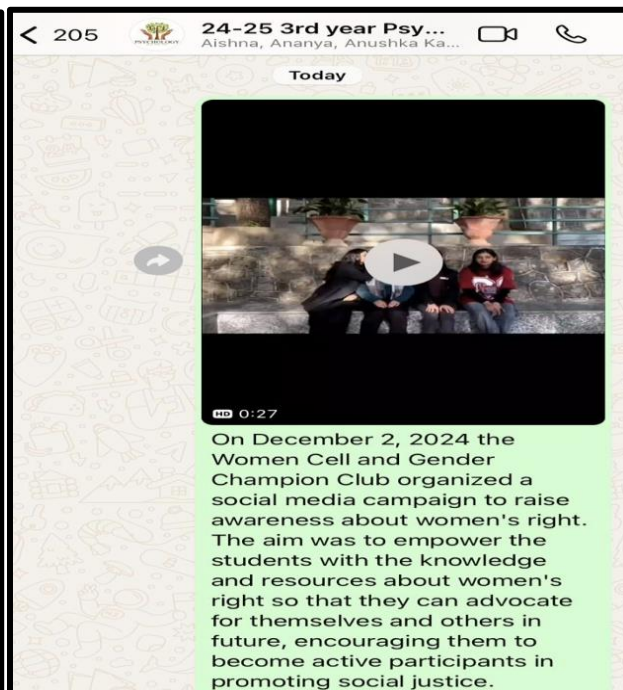 205
PSYCHOLOGY
24-25 3rd year Psy...
Aishna, Ananya, Anushka Ka...
Today
HD 0:27
On December 2, 2024 the
Women Cell and Gender
Champion Club organized a
social media campaign to raise
awareness about women's right.
The aim was to empower the
students with the knowledge
and resources about women's
right so that they can advocate
for themselves and others in
future, encouraging them to
become active participants in
promoting social justice.